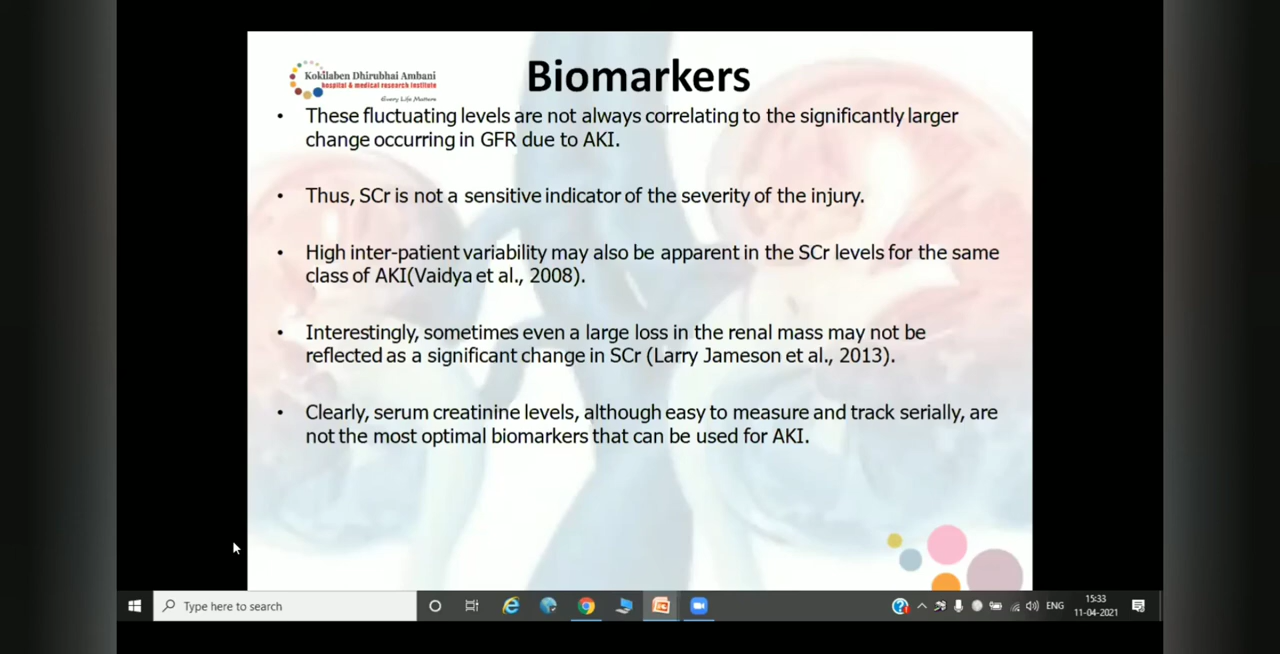 Kokilaben Dhirubhai Ambani
hospital & medical research institute
Every Life Matters
Biomarkers
• These fluctuating levels are not always correlating to the significantly larger
change occurring in GFR due to AKI.
• Thus, SCr is not a sensitive indicator of the severity of the injury.
• High inter-patient variability may also be apparent in the SCr levels for the same
class of AKI(Vaidya et al., 2008).
• Interestingly, sometimes even a large loss in the renal mass may not be
reflected as a significant change in SCr (Larry Jameson et al., 2013).
• Clearly, serum creatinine levels, although easy to measure and track serially, are
not the most optimal biomarkers that can be used for AKI.
Type here to search
ENG
15:33
11-04-2021